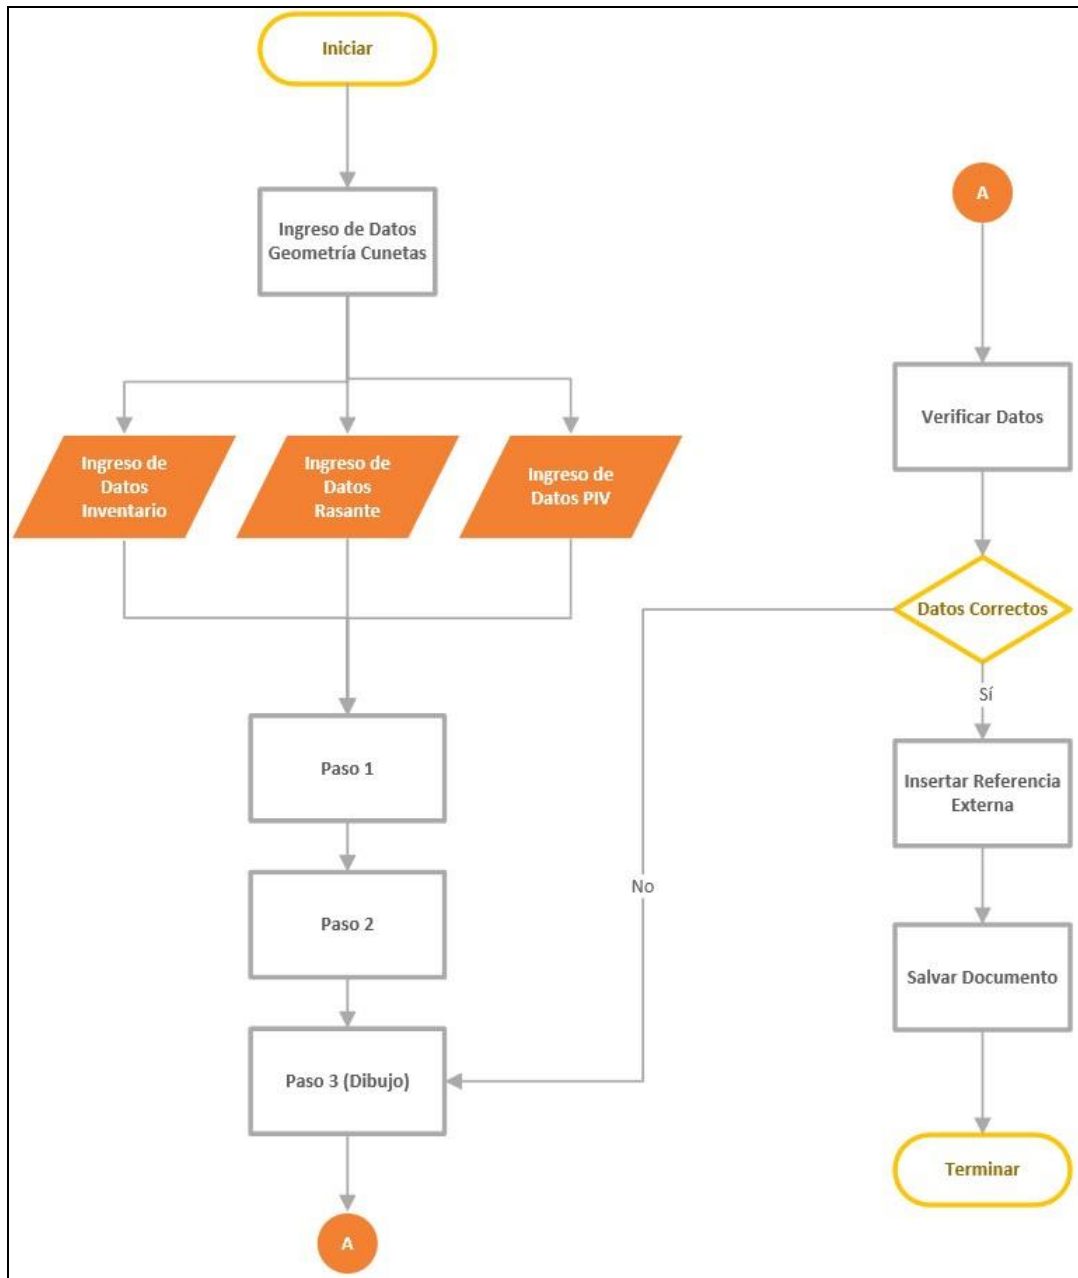 Iniciar
Ingreso de Datos
Geometría Cunetas
Ingreso de
Datos
Inventario
Ingreso de
Datos
Rasante
Ingreso de
Datos PIV
Paso 1
Paso 2
Paso 3 (Dibujo)
A
A
Verificar Datos
Datos Correctos
Sí
No
Insertar Referencia
Externa
Salvar Documento
Terminar